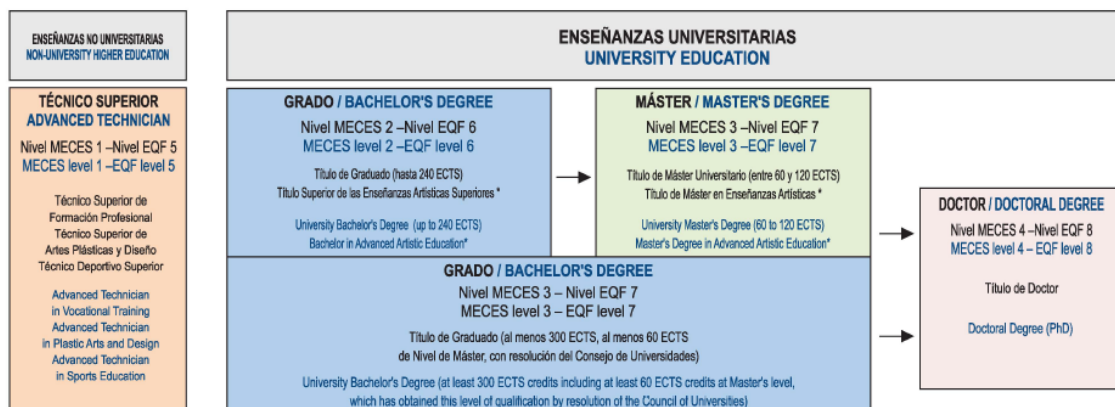 ENSEÑANZAS NO UNIVERSITARIAS
NON-UNIVERSITY HIGHER EDUCATION
TÉCNICO SUPERIOR
ADVANCED TECHNICIAN
Nivel MECES 1 –Nivel EQF 5
MECES level 1 –EQF level 5
Técnico Superior de
Formación Profesional
Técnico Superior de
Artes Plásticas y Diseño
Técnico Deportivo Superior
Advanced Technician
in Vocational Training
Advanced Technician
in Plastic Arts and Design
Advanced Technician
in Sports Education
ENSEÑANZAS UNIVERSITARIAS
UNIVERSITY EDUCATION
GRADO / BACHELOR'S DEGREE
Nivel MECES 2 –Nivel EQF 6
MECES level 2 –EQF level 6
Título de Graduado (hasta 240 ECTS)
Título Superior de las Enseñanzas Artísticas Superiores *
University Bachelor's Degree (up to 240 ECTS)
Bachelor in Advanced Artistic Education*
MÁSTER / MASTER'S DEGREE
Nivel MECES 3 –Nivel EQF 7
MECES level 3 –EQF level 7
Título de Máster Universitario (entre 60 y 120 ECTS)
Título de Máster en Enseñanzas Artísticas *
University Master's Degree (60 to 120 ECTS)
Master's Degree in Advanced Artistic Education*
GRADO / BACHELOR'S DEGREE
Nivel MECES 3 – Nivel EQF 7
MECES level 3 – EQF level 7
Título de Graduado (al menos 300 ECTS, al menos 60 ECTS
de Nivel de Máster, con resolución del Consejo de Universidades)
University Bachelor's Degree (at least 300 ECTS credits including at least 60 ECTS credits at Master's level,
which has obtained this level of qualification by resolution of the Council of Universities)
DOCTOR / DOCTORAL DEGREE
Nivel MECES 4 –Nivel EQF 8
MECES level 4 – EQF level 8
Título de Doctor
Doctoral Degree (PhD)